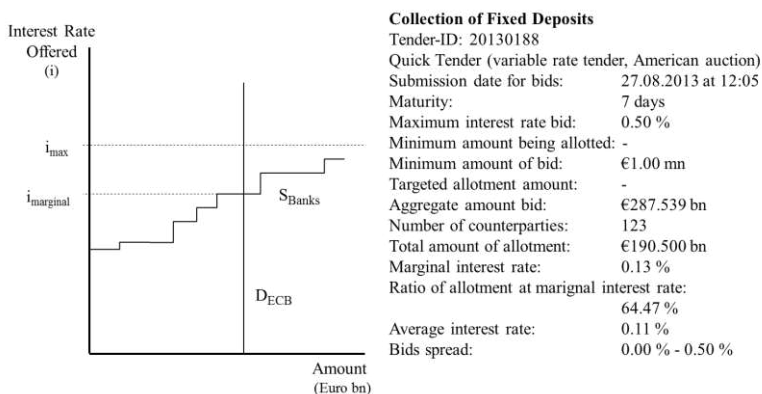 Interest Rate
Offered
(i)
i_max
i_marginal
S_Banks
D_ECB
Amount
(Euro bn)
Collection of Fixed Deposits
Tender-ID: 20130188
Quick Tender (variable rate tender, American auction)
Submission date for bids: 27.08.2013 at 12:05
Maturity: 7 days
Maximum interest rate bid: 0.50 %
Minimum amount being allotted: -
Minimum amount of bid: €1.00 mn
Targeted allotment amount: -
Aggregate amount bid: €287.539 bn
Number of counterparties: 123
Total amount of allotment: €190.500 bn
Marginal interest rate: 0.13 %
Ratio of allotment at marignal interest rate:
64.47 %
Average interest rate: 0.11 %
Bids spread: 0.00 % - 0.50 %